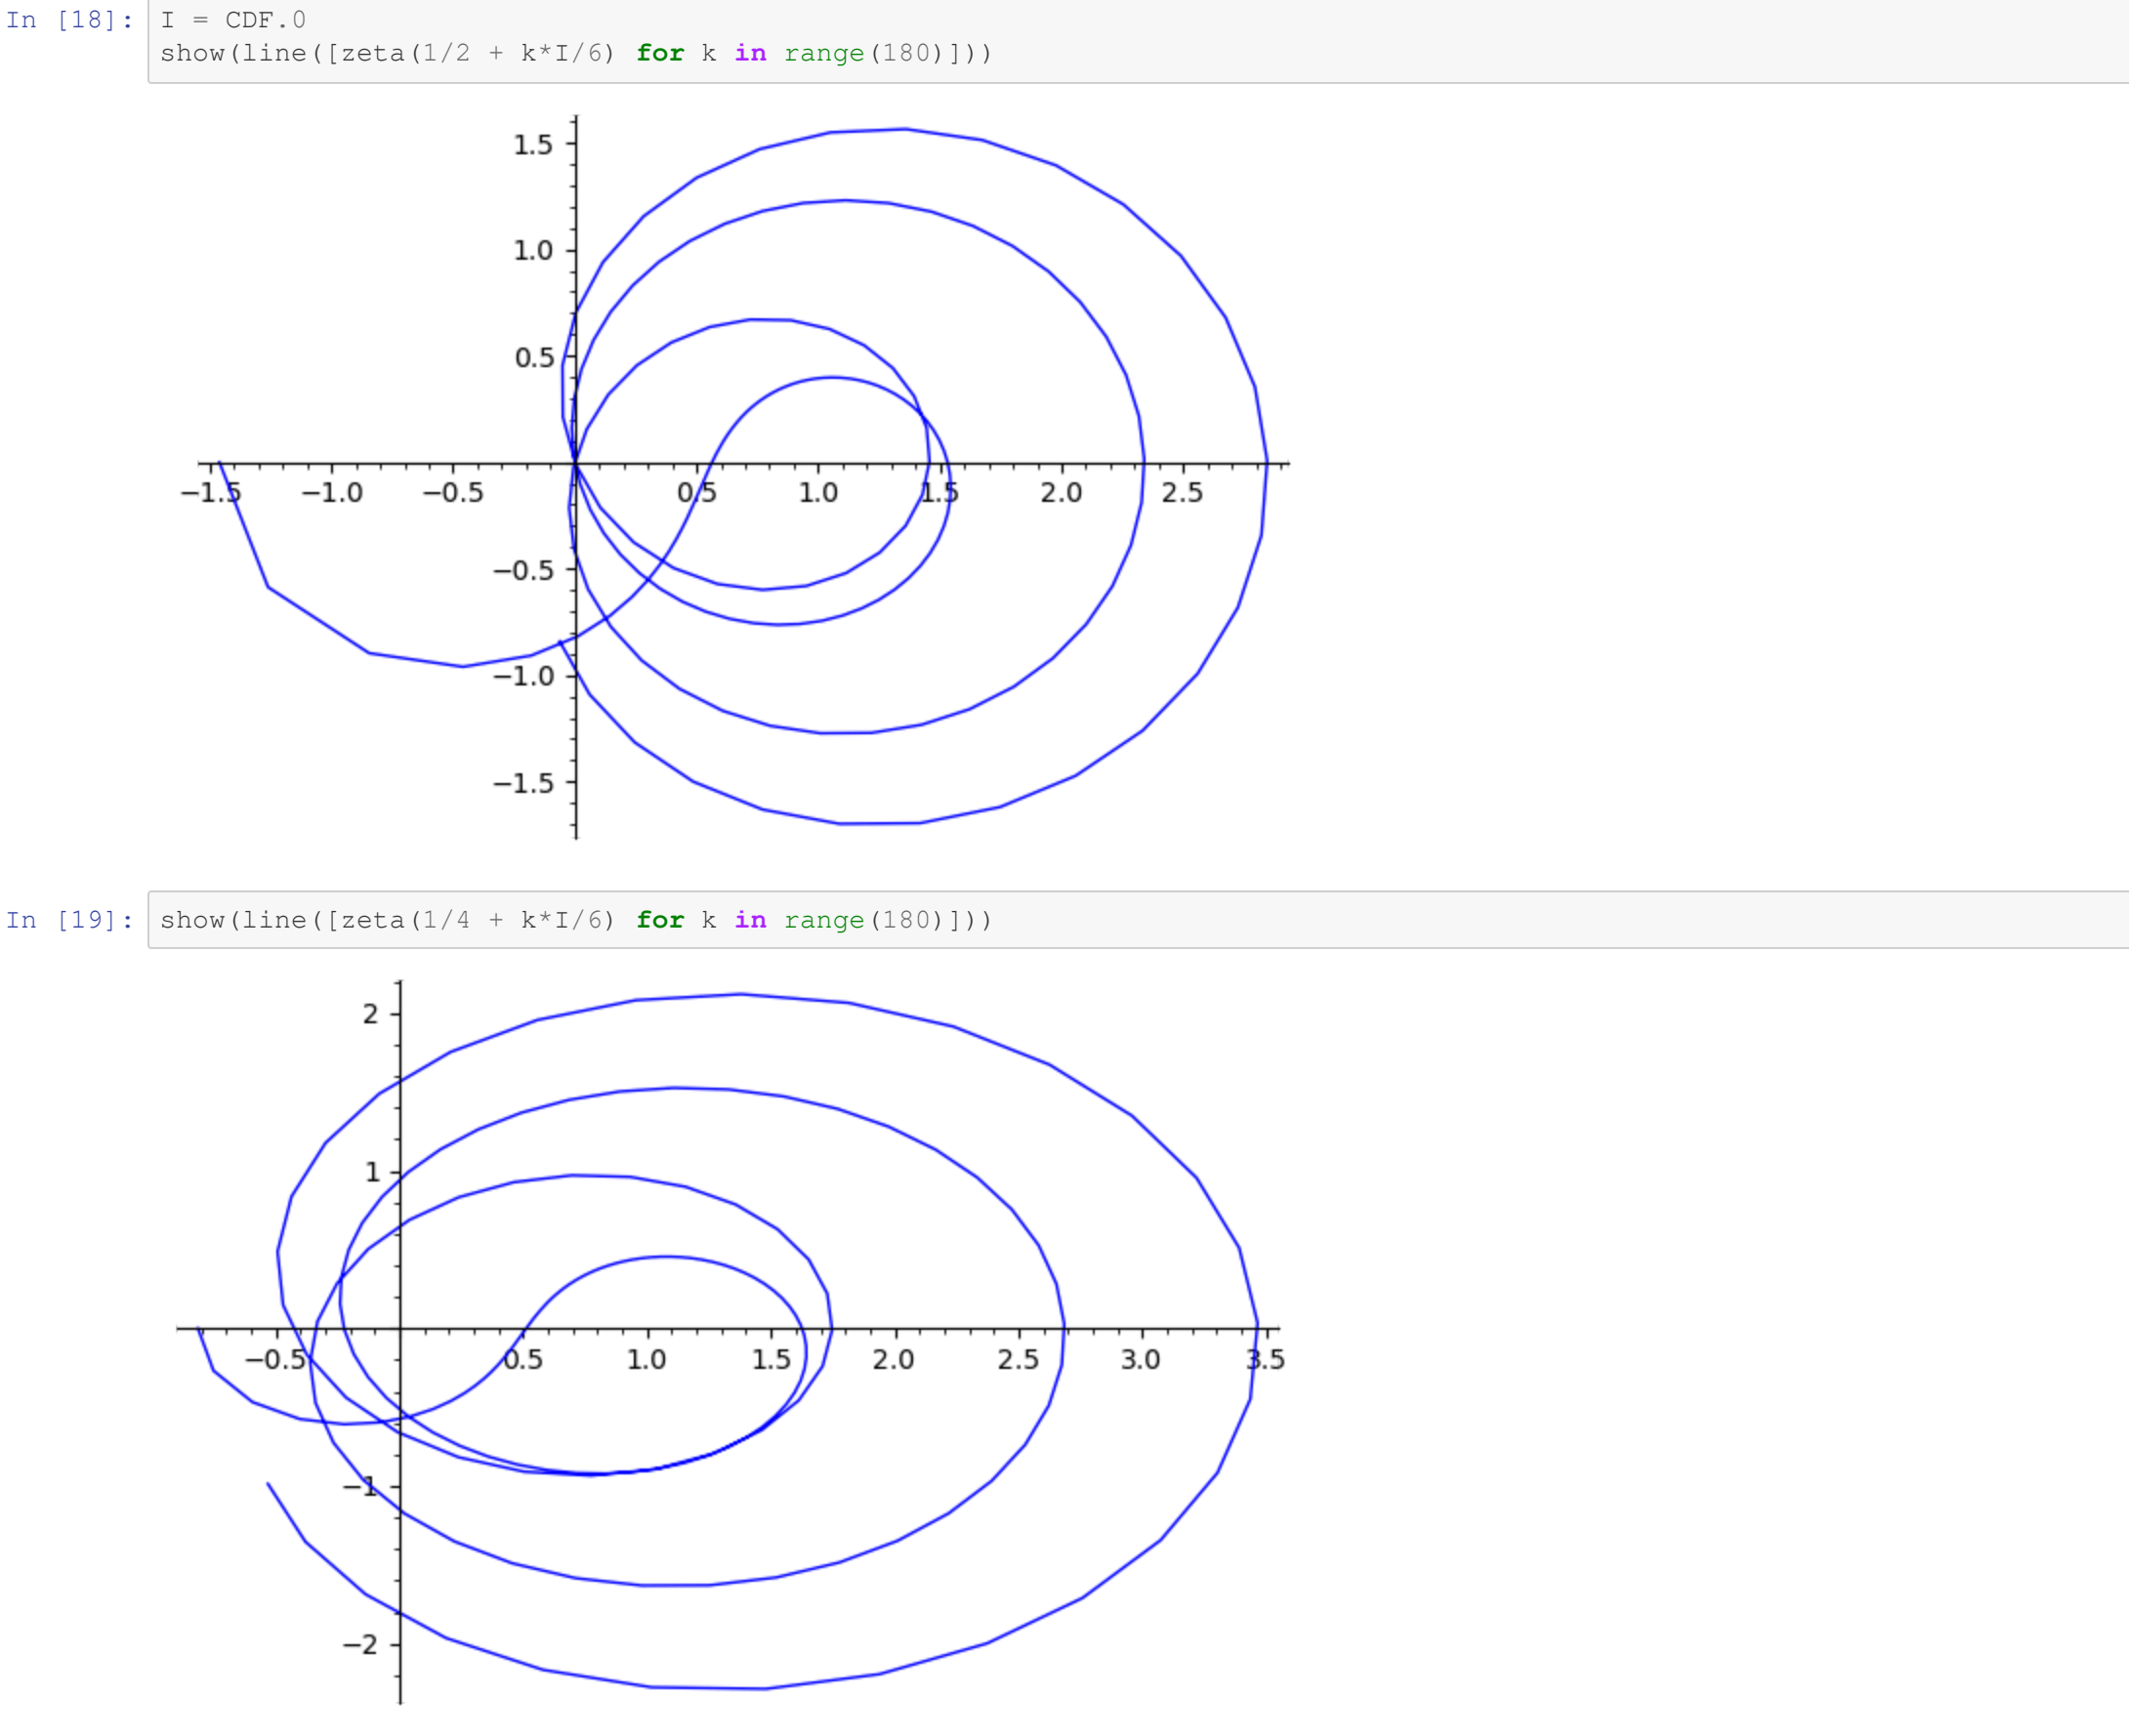 In [18]: I = CDF.0
show(line([zeta(1/2 + k*I/6) for k in range(180)]))
1.5
1.0
0.5
−1.5 −1.0 −0.5 0.5 1.0 1.5 2.0 2.5
−0.5
−1.0
−1.5
In [19]: show(line([zeta(1/4 + k*I/6) for k in range(180)]))
2
1
−0.5 0.5 1.0 1.5 2.0 2.5 3.0 3.5
−1
−2